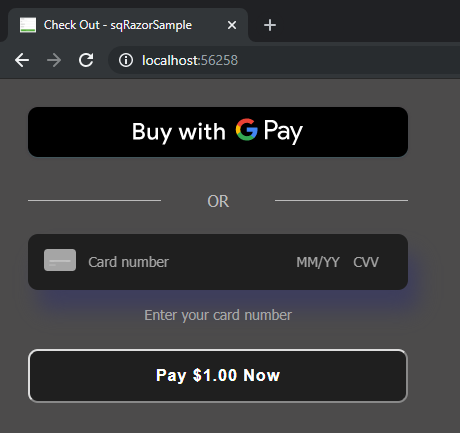 Check Out - sqRazorSample
localhost:56258
Buy with G Pay
OR
Card number MM/YY CVV
Enter your card number
Pay $1.00 Now